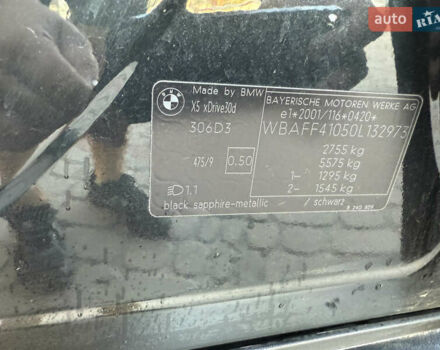 AUTO RIA
BMW
Made by BMW
X5 xDrive30d
306D3
475/9 0.50
1.1
black sapphire-metallic / schwarz
BAYERISCHE MOTOREN WERKE AG
e1*2001/116*0420*
WBAFF41050L132973
2755 kg
5575 kg
1– 1295 kg
2– 1545 kg